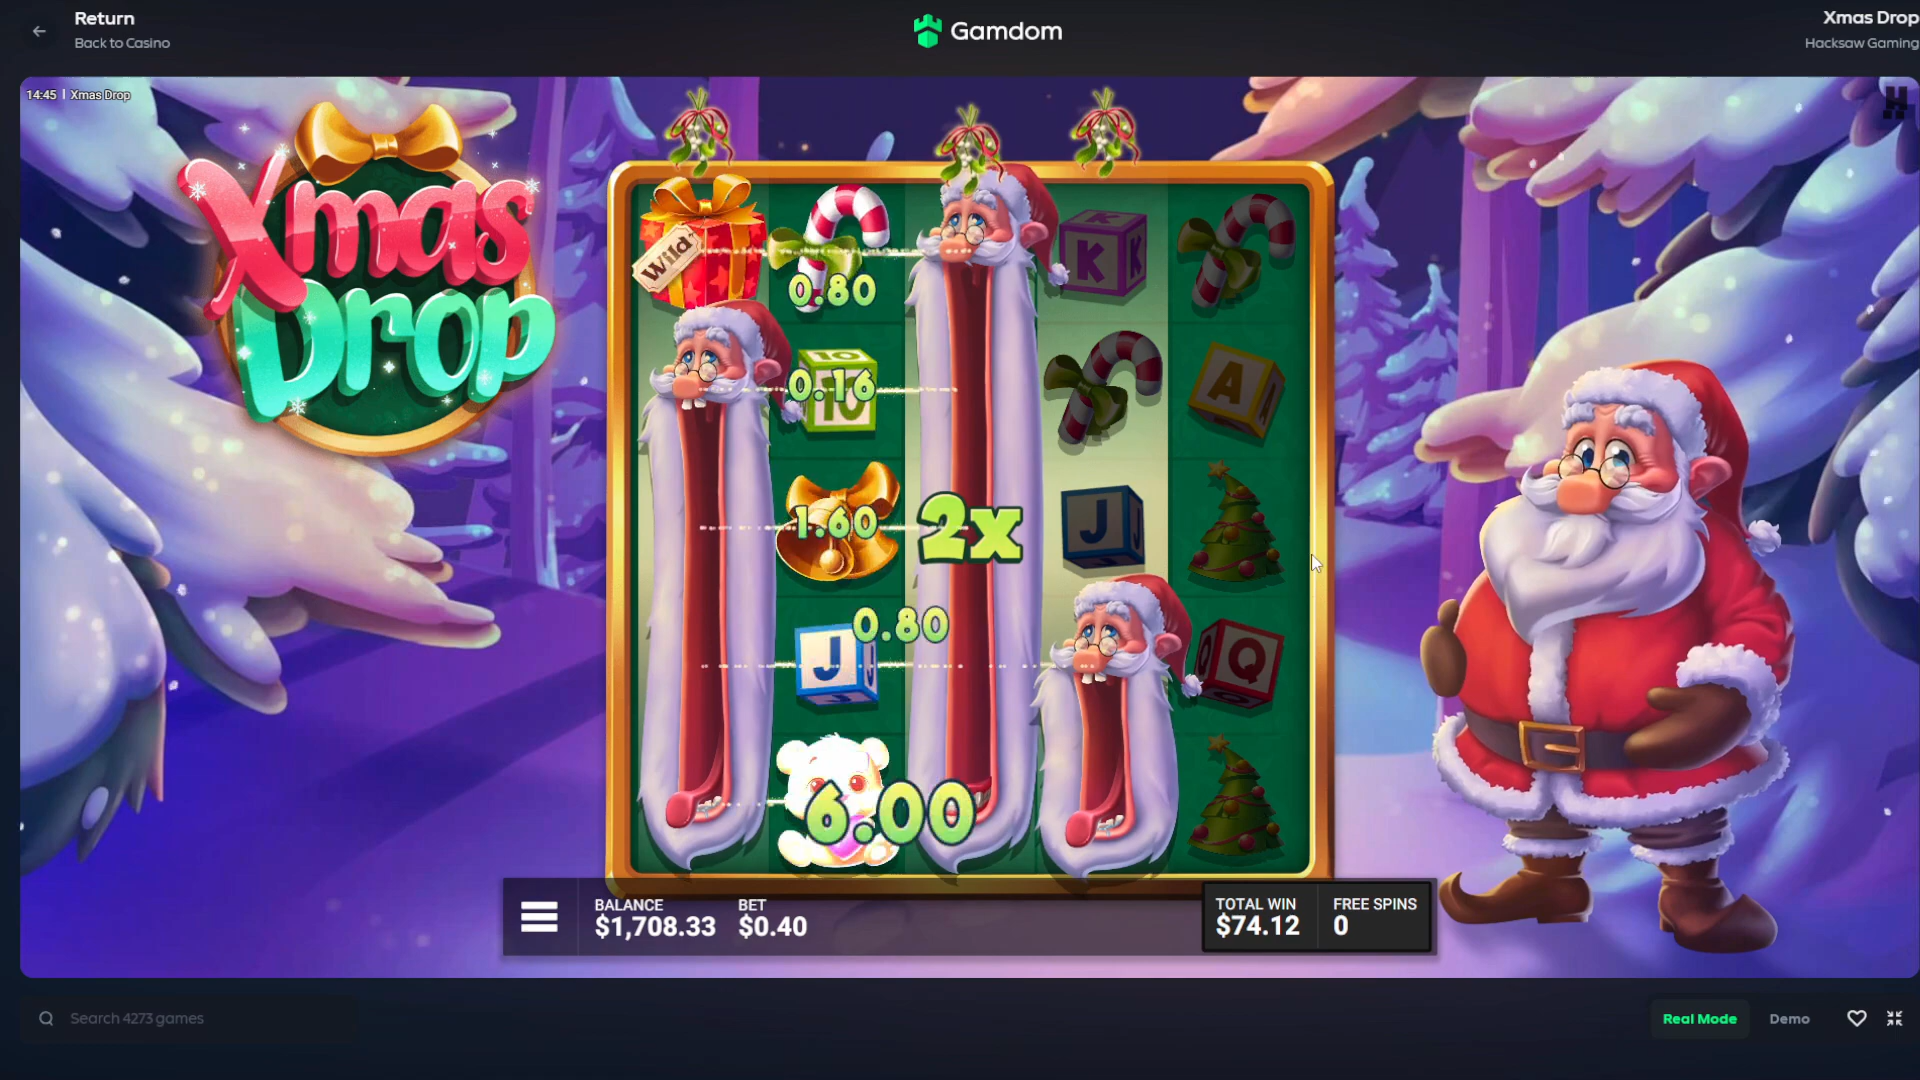 Return
Back to Casino
Gamdom
Xmas Drop
Hacksaw Gaming
14:45 | Xmas Drop
H
Xmas
Drop
Wild
K K
K
0.80
10
0.16
10
A
1.60
2x
J J
0.80
J J
J
Q Q
Q
6.00
BALANCE
$1,708.33
BET
$0.40
TOTAL WIN
$74.12
FREE SPINS
0
Search 4273 games
Real Mode
Demo